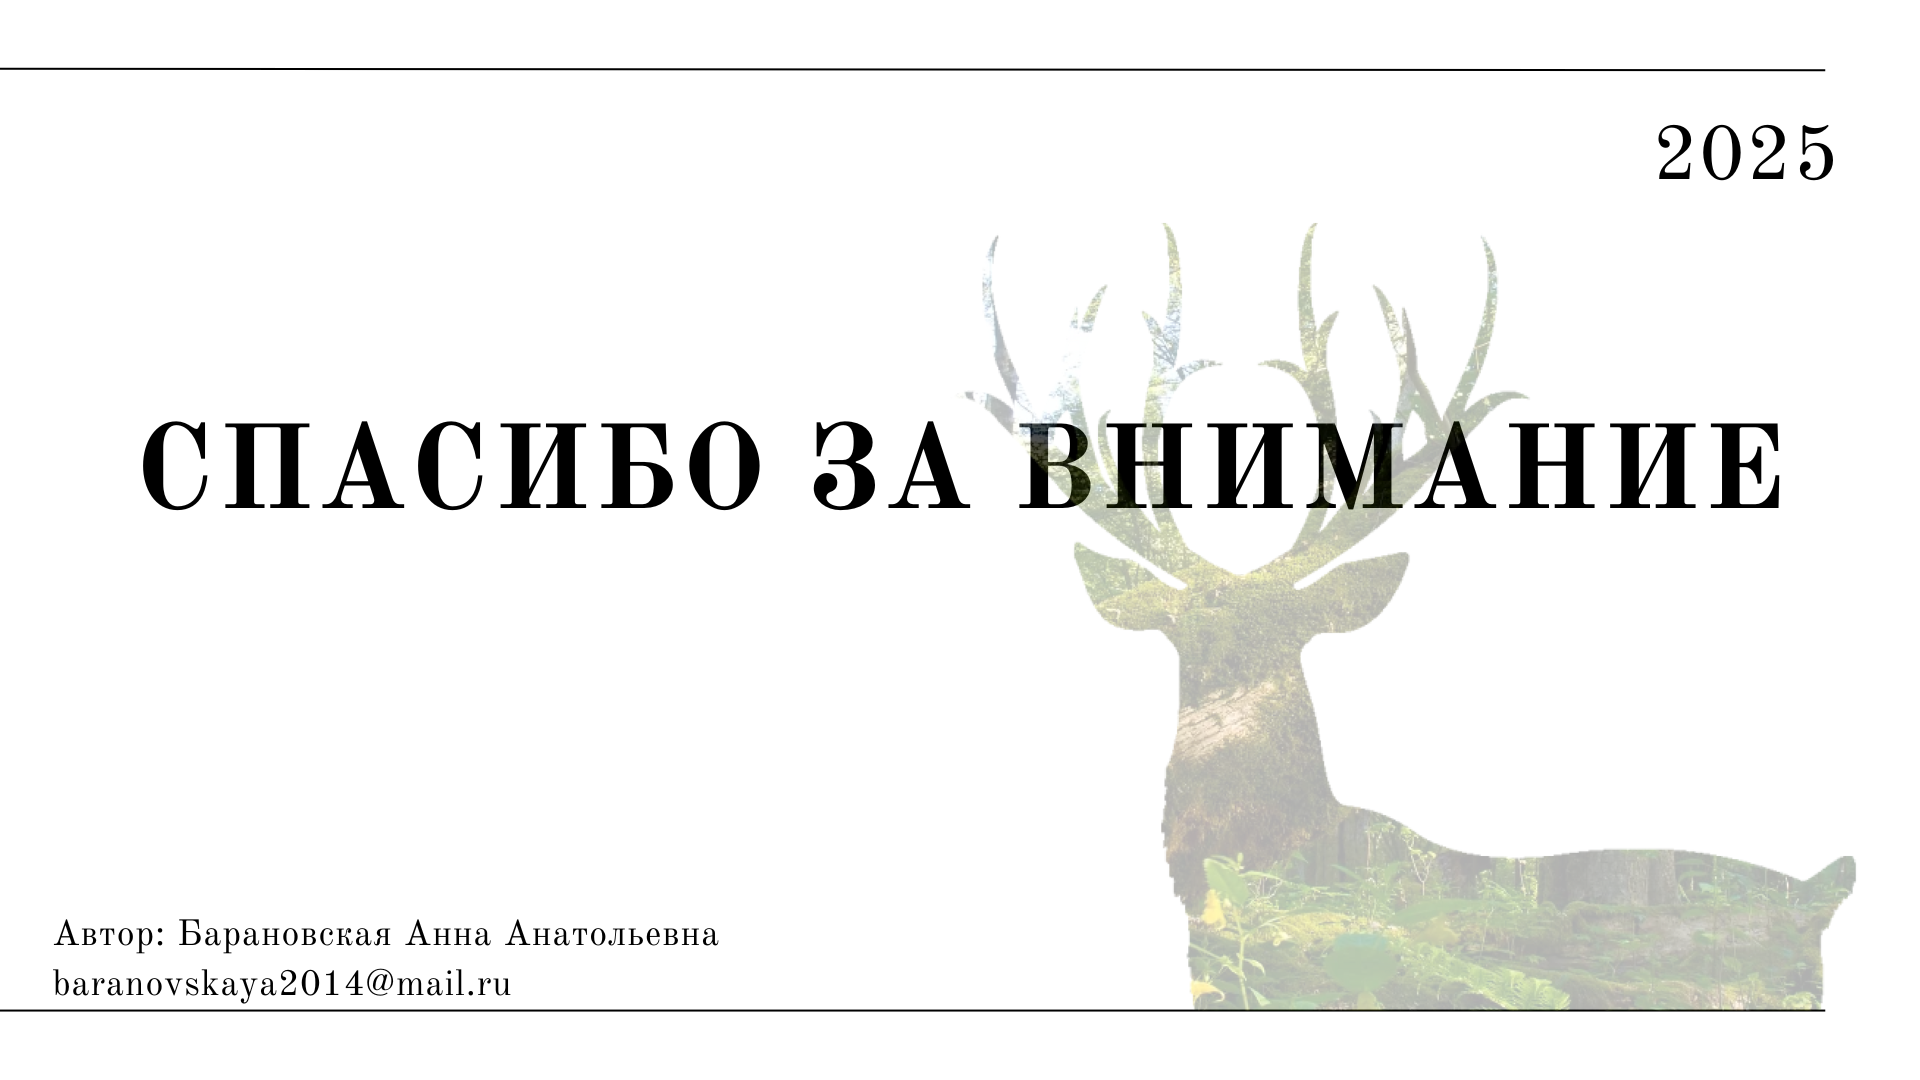 2025
СПАСИБО ЗА ВНИМАНИЕ
Автор: Барановская Анна Анатольевна
baranovskaya2014@mail.ru